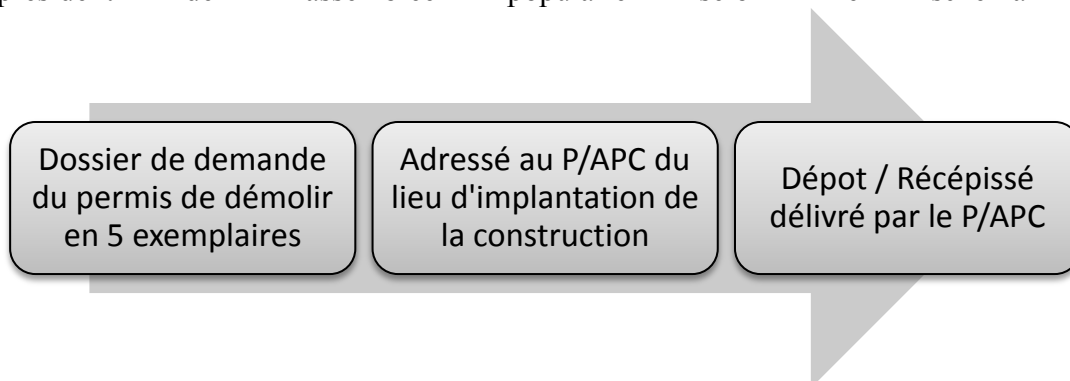 Dossier de demande
du permis de démolir
en 5 exemplaires
Adressé au P/APC du
lieu d'implantation de
la construction
Dépot / Récépissé
délivré par le P/APC